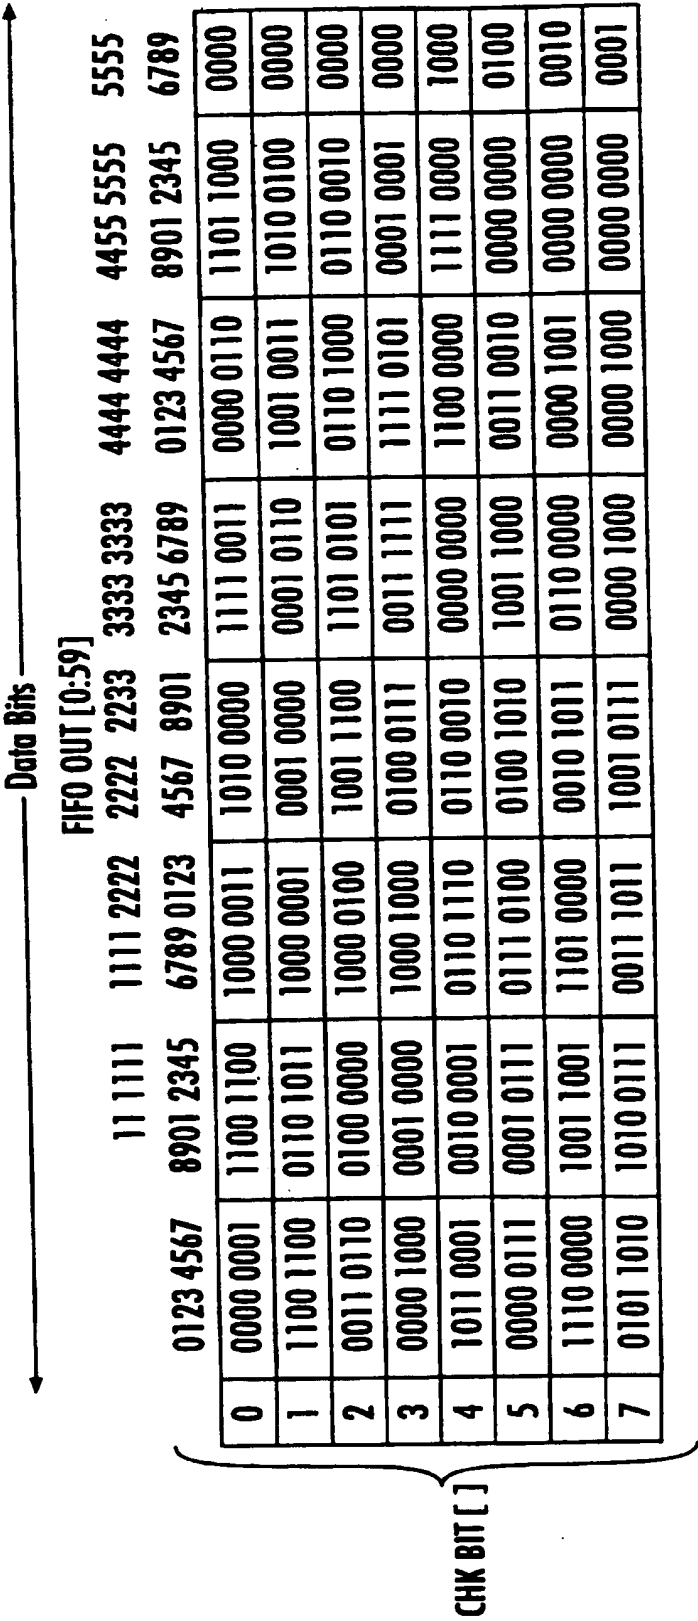 Data Bits
FIFO OUT [0:59]
11 1111 1111 2222 2222 2233 3333 3333 4444 4444 4455 5555 5555
0123 4567 8901 2345 6789 0123 4567 8901 2345 6789 0123 4567 8901 2345 6789
0 0000 0001 1100 1100 1000 0011 1010 0000 1111 0011 0000 0110 1101 1000 0000
1 1100 1100 0110 1011 1000 0001 0001 0000 0001 0110 1001 0011 1010 0100 0000
2 0011 0110 0100 0000 1000 0100 1001 1100 1101 0101 0110 1000 0110 0010 0000
3 0000 1000 0001 0000 1000 1000 0100 0111 0011 1111 1111 0101 0001 0001 0000
4 1011 0001 0010 0001 0110 1110 0110 0010 0000 0000 1100 0000 1111 0000 1000
5 0000 0111 0001 0111 0111 0100 0100 1010 1001 1000 0011 0010 0000 0000 0100
6 1110 0000 1001 1001 1101 0000 0010 1011 0110 0000 0000 1001 0000 0000 0010
7 0101 1010 1010 0111 0011 1011 1001 0111 0000 1000 0000 1000 0000 0000 0001
CHK BIT [ ]